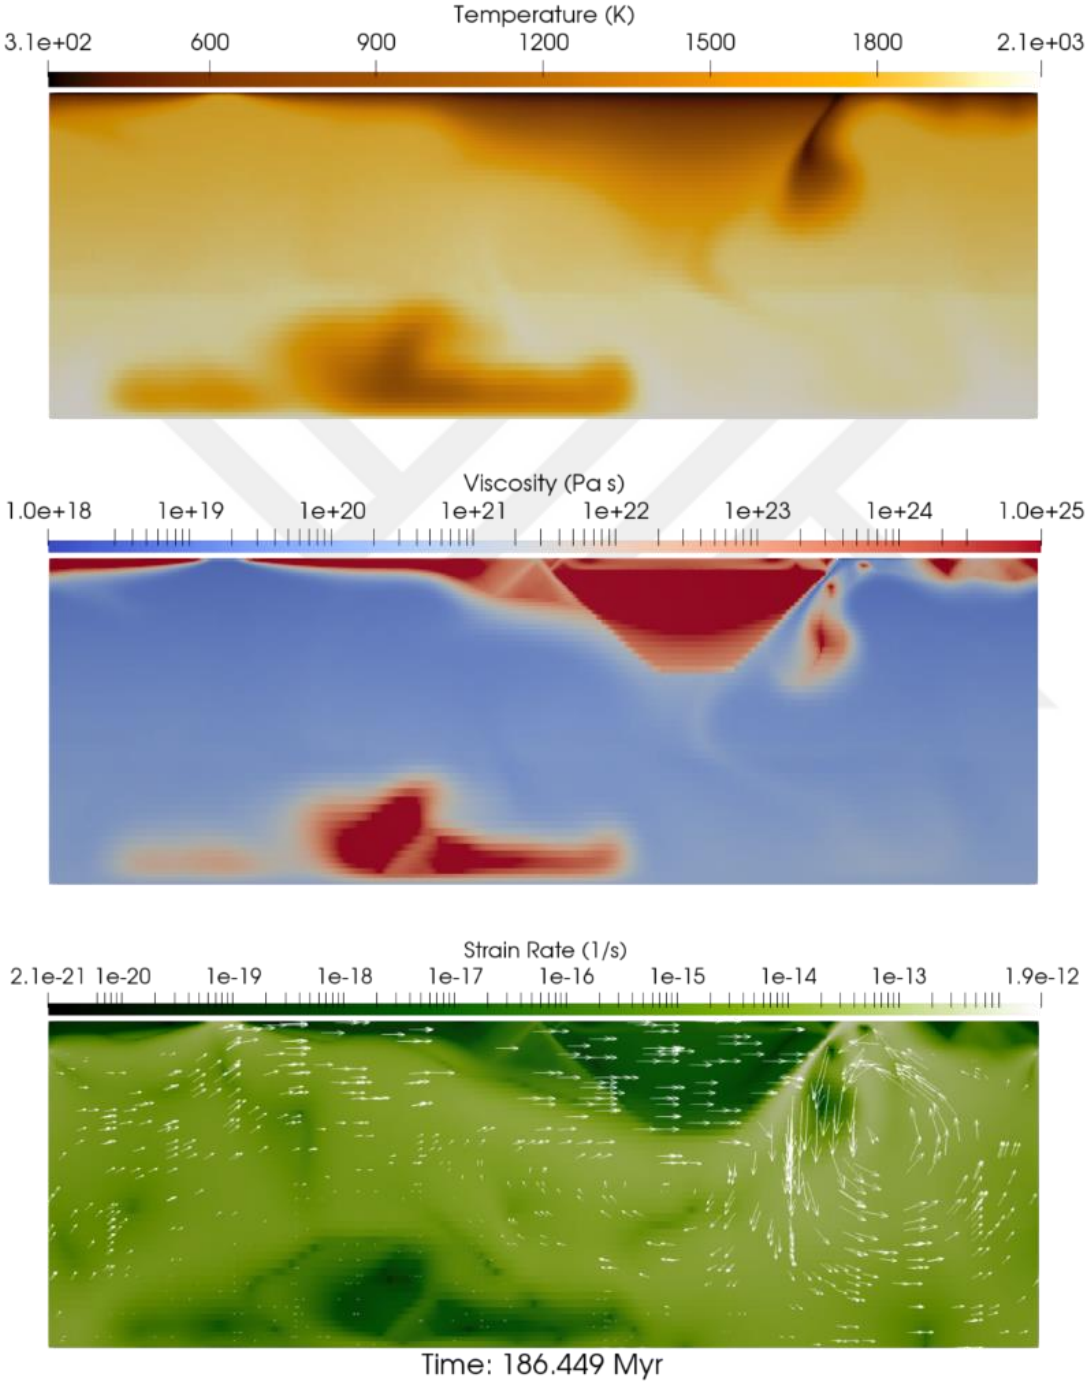 Temperature (K)
3.1e+02 600 900 1200 1500 1800 2.1e+03
Viscosity (Pa s)
1.0e+18 1e+19 1e+20 1e+21 1e+22 1e+23 1e+24 1.0e+25
Strain Rate (1/s)
2.1e-21 1e-20 1e-19 1e-18 1e-17 1e-16 1e-15 1e-14 1e-13 1.9e-12
Time: 186.449 Myr